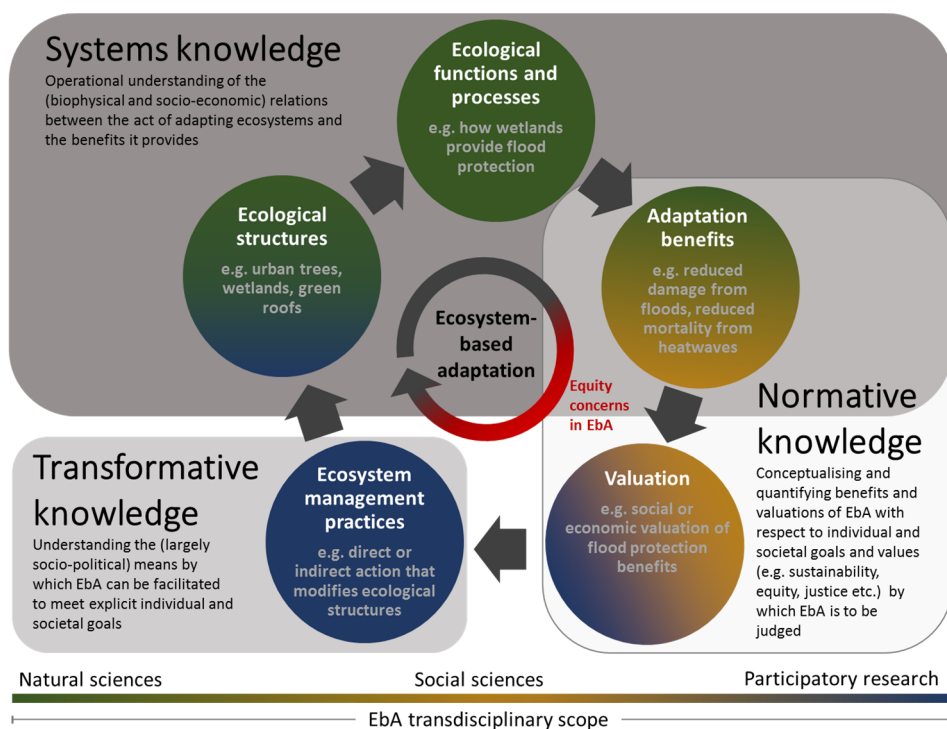 Systems knowledge
Operational understanding of the
(biophysical and socio-economic) relations
between the act of adapting ecosystems and
the benefits it provides
Ecological
functions and
processes
e.g. how wetlands
provide flood
protection
Ecological
structures
e.g. urban trees,
wetlands, green
roofs
Adaptation
benefits
e.g. reduced
damage from
floods, reduced
mortality from
heatwaves
Ecosystem-
based
adaptation
Equity
concerns
in EbA
Normative
knowledge
Conceptualising and
quantifying benefits and
valuations of EbA with
respect to individual and
societal goals and values
(e.g. sustainability,
equity, justice etc.) by
which EbA is to be
judged
Transformative
knowledge
Understanding the (largely
socio-political) means by
which EbA can be facilitated
to meet explicit individual and
societal goals
Ecosystem
management
practices
e.g. direct or
indirect action that
modifies ecological
structures
Valuation
e.g. social or
economic valuation of
flood protection
benefits
Natural sciences
Social sciences
Participatory research
EbA transdisciplinary scope